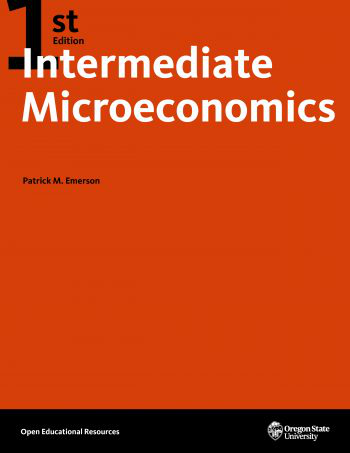 1st
Edition
Intermediate
Microeconomics
Patrick M. Emerson
Open Educational Resources
Oregon State
University